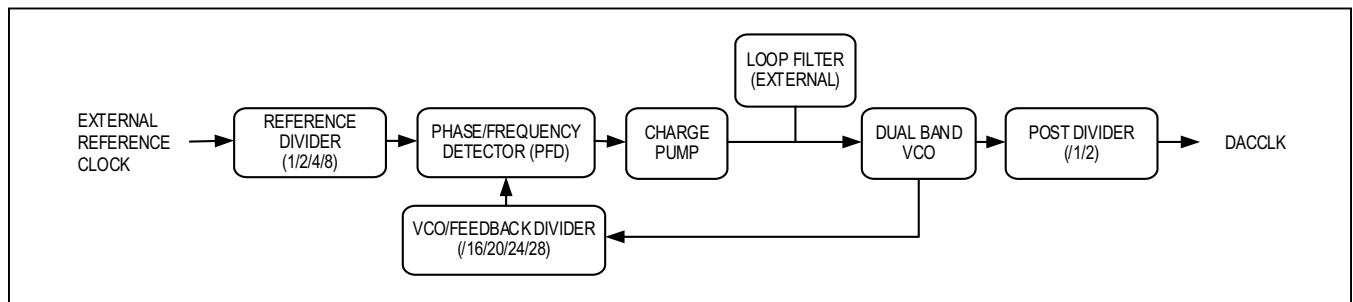 LOOP FILTER
(EXTERNAL)
EXTERNAL
REFERENCE
CLOCK
REFERENCE
DIVIDER
(1/2/4/8)
PHASE/FREQUENCY
DETECTOR (PFD)
CHARGE
PUMP
DUAL BAND
VCO
POST DIVIDER
(/1/2)
DACCLK
VCO/FEEDBACK DIVIDER
(/16/20/24/28)